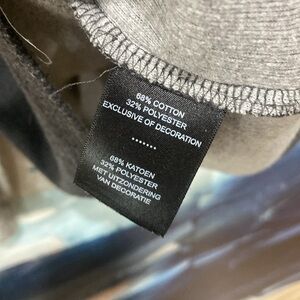 68% COTTON
32% POLYESTER
EXCLUSIVE OF DECORATION
.......
68% KATOEN
32% POLYESTER
MET UITZONDERING
VAN DECORATIE